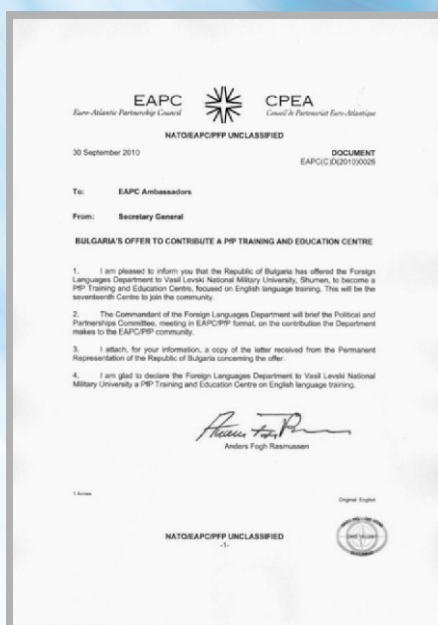 EAPC CPEA
Euro-Atlantic Partnership Council Conseil de Partenariat Euro-Atlantique
NATO/EAPC/PFP UNCLASSIFIED
30 September 2010 DOCUMENT
EAPC(C)D(2010)0026
To: EAPC Ambassadors
From: Secretary General
BULGARIA'S OFFER TO CONTRIBUTE A PfP TRAINING AND EDUCATION CENTRE
1. I am pleased to inform you that the Republic of Bulgaria has offered the Foreign
Languages Department to Vasil Levski National Military University, Shumen, to become a
PfP Training and Education Centre, focused on English language training. This will be the
seventeenth Centre to join the community.
2. The Commandant of the Foreign Languages Department will brief the Political and
Partnerships Committee, meeting in EAPC/PfP format, on the contribution the Department
makes to the EAPC/PfP community.
3. I attach, for your information, a copy of the letter received from the Permanent
Representation of the Republic of Bulgaria concerning the offer.
4. I am glad to declare the Foreign Languages Department to Vasil Levski National
Military University a PfP Training and Education Centre on English language training.
Anders Fogh Rasmussen
1 Annex
Original: English
NATO/EAPC/PFP UNCLASSIFIED
-1-